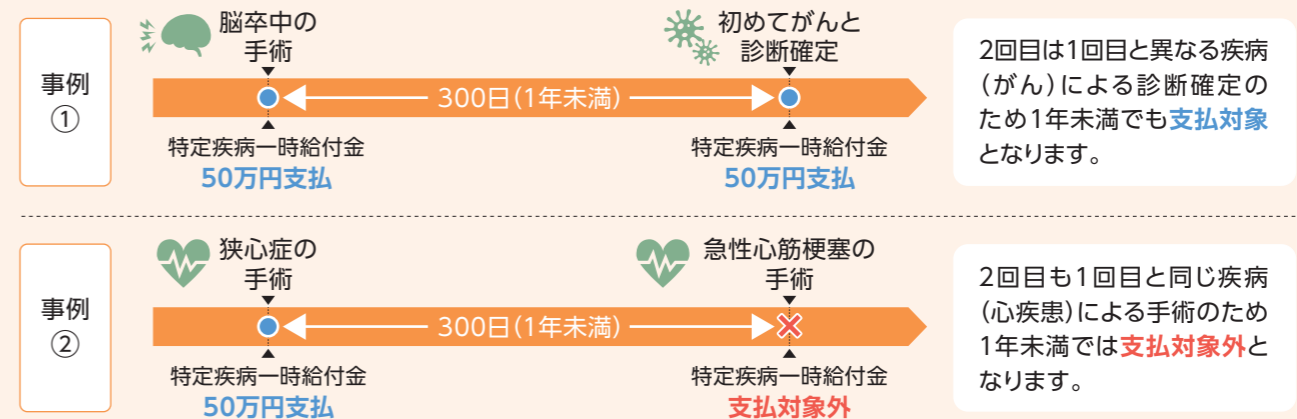 事例
①
脳卒中の
手術
初めてがんと
診断確定
300日(1年未満)
特定疾病一時給付金
50万円支払
特定疾病一時給付金
50万円支払
2回目は1回目と異なる疾病
(がん)による診断確定の
ため1年未満でも支払対象
となります。
事例
②
狭心症の
手術
急性心筋梗塞の
手術
300日(1年未満)
特定疾病一時給付金
50万円支払
特定疾病一時給付金
支払対象外
2回目も1回目と同じ疾病
(心疾患)による手術のため
1年未満では支払対象外と
なります。